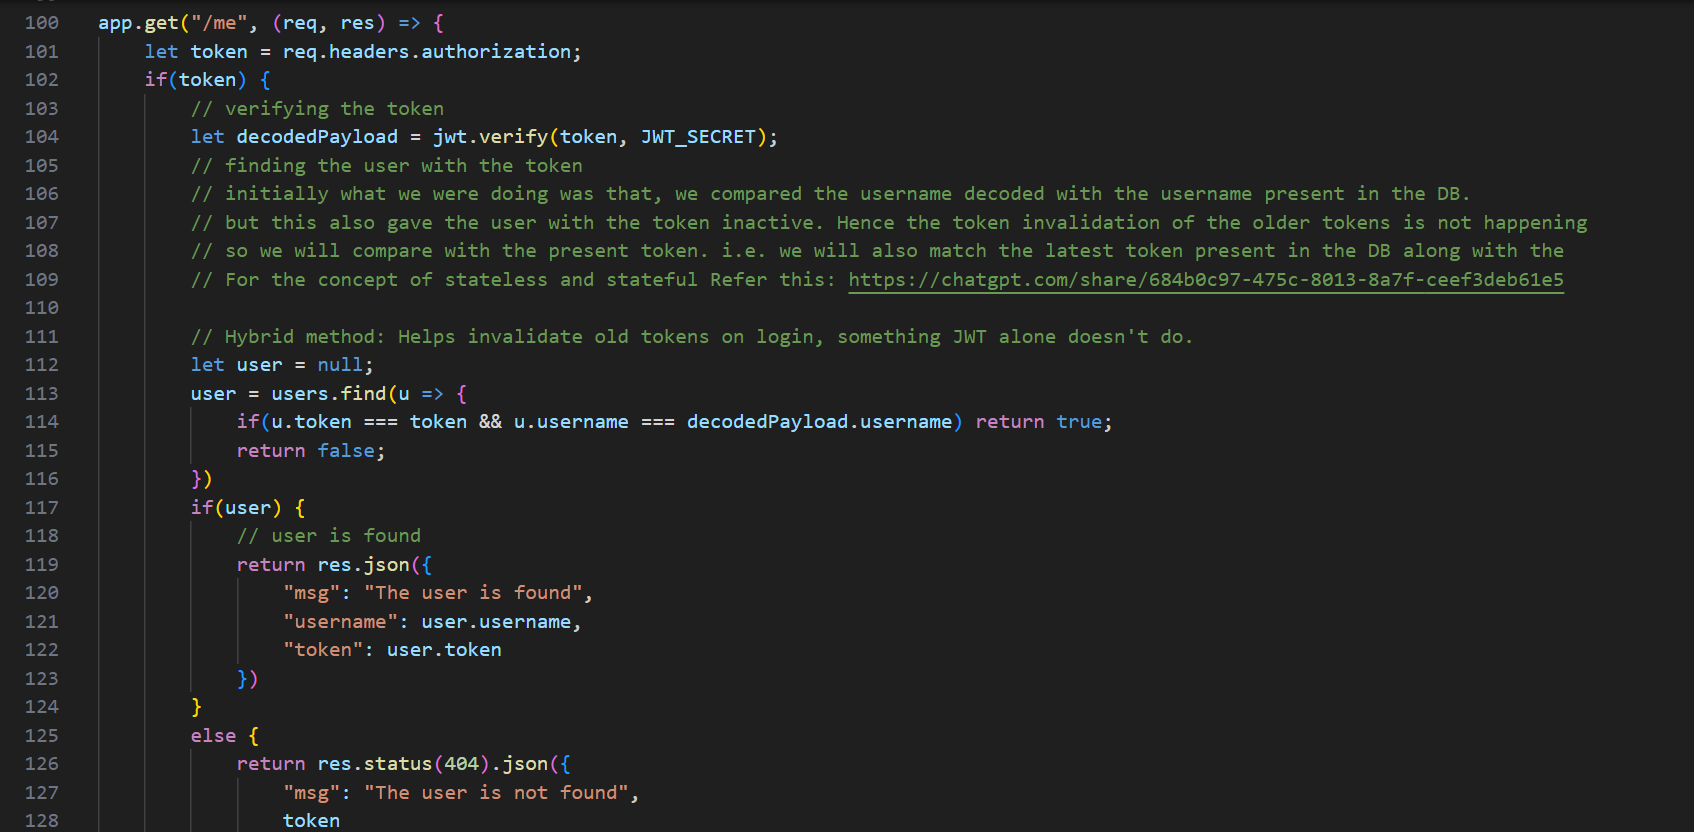 100 app.get("/me", (req, res) => {
101 let token = req.headers.authorization;
102 if(token) {
103 // verifying the token
104 let decodedPayload = jwt.verify(token, JWT_SECRET);
105 // finding the user with the token
106 // initially what we were doing was that, we compared the username decoded with the username present in the DB.
107 // but this also gave the user with the token inactive. Hence the token invalidation of the older tokens is not happening
108 // so we will compare with the present token. i.e. we will also match the latest token present in the DB along with the
109 // For the concept of stateless and stateful Refer this: https://chatgpt.com/share/684b0c97-475c-8013-8a7f-ceef3deb61e5
110
111 // Hybrid method: Helps invalidate old tokens on login, something JWT alone doesn't do.
112 let user = null;
113 user = users.find(u => {
114 if(u.token === token && u.username === decodedPayload.username) return true;
115 return false;
116 })
117 if(user) {
118 // user is found
119 return res.json({
120 "msg": "The user is found",
121 "username": user.username,
122 "token": user.token
123 })
124 }
125 else {
126 return res.status(404).json({
127 "msg": "The user is not found",
128 token